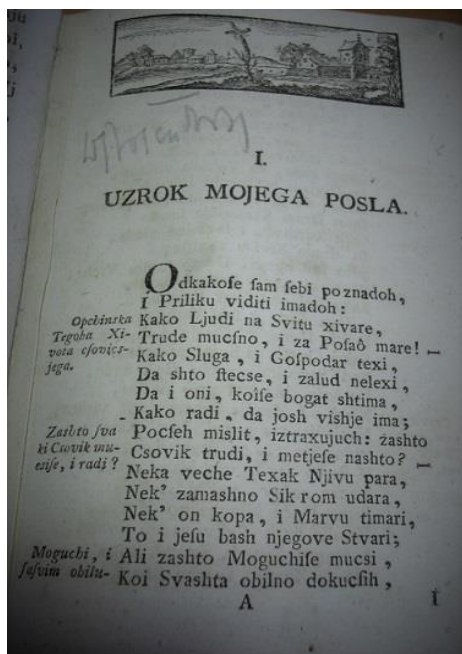 I.
UZROK MOJEGA POSLA.
Odkakoſe ſam ſebi poznadoh,
I Priliku viditi imadoh:
Kako Ljudi na Svitu xivare,
Trude mucſno, i za Poſaô mare! —
Kako Sluga, i Goſpodar texi,
Da shto ſtecse, i zalud nelexi,
Da i oni, koiſe bogat shtima,
Kako radi, da josh vishje ima;
Pocſeh mislit, iztraxujuch: zashto
Cſovik trudi, i metjeſe nashto? —
Neka veche Texak Njivu para,
Nek' zamashno Sikrom udara,
Nek' on kopa, i Marvu timari,
To i jeſu bash njegove Stvari;
Ali zashto Moguchiſe mucsi,
Koi Svashta obilno dokucſih,
Opchinska
Tegoba Xi-
vota cſovics-
jega.
Zashto ſva
ki Cſovik mu-
csiſe, i radi?
Moguchi, i
ſaſvim obilu-
A
I